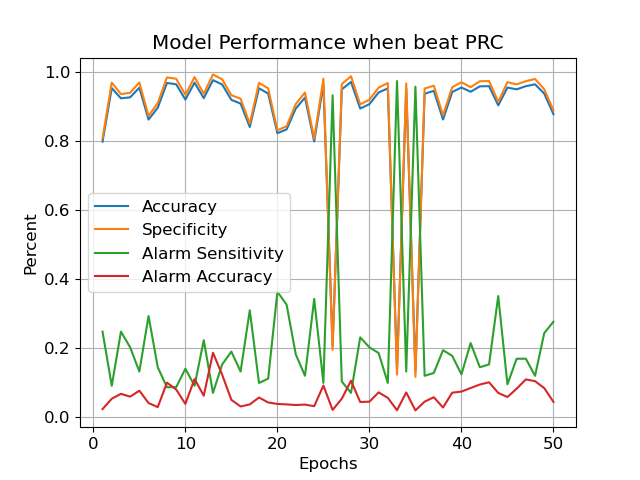 Model Performance when beat PRC
1.0
0.8
0.6
0.4
0.2
0.0
Percent
Accuracy
Specificity
Alarm Sensitivity
Alarm Accuracy
0 10 20 30 40 50
Epochs